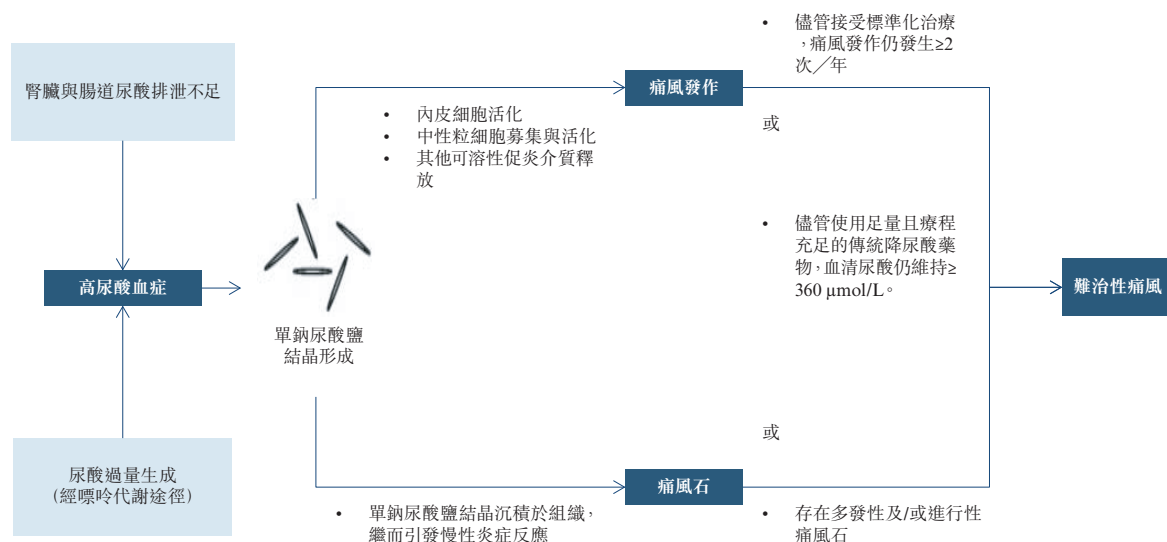 腎臟與腸道尿酸排泄不足
高尿酸血症
尿酸過量生成
(經嘌呤代謝途徑)
單鈉尿酸鹽
結晶形成
• 內皮細胞活化
• 中性粒細胞募集與活化
• 其他可溶性促炎介質釋
放
痛風發作
• 儘管接受標準化治療
，痛風發作仍發生≥2
次／年
或
• 儘管使用足量且療程
充足的傳統降尿酸藥
物，血清尿酸仍維持≥
360 μmol/L。
或
• 單鈉尿酸鹽結晶沉積於組織，
繼而引發慢性炎症反應
痛風石
• 存在多發性及/或進行性
痛風石
難治性痛風